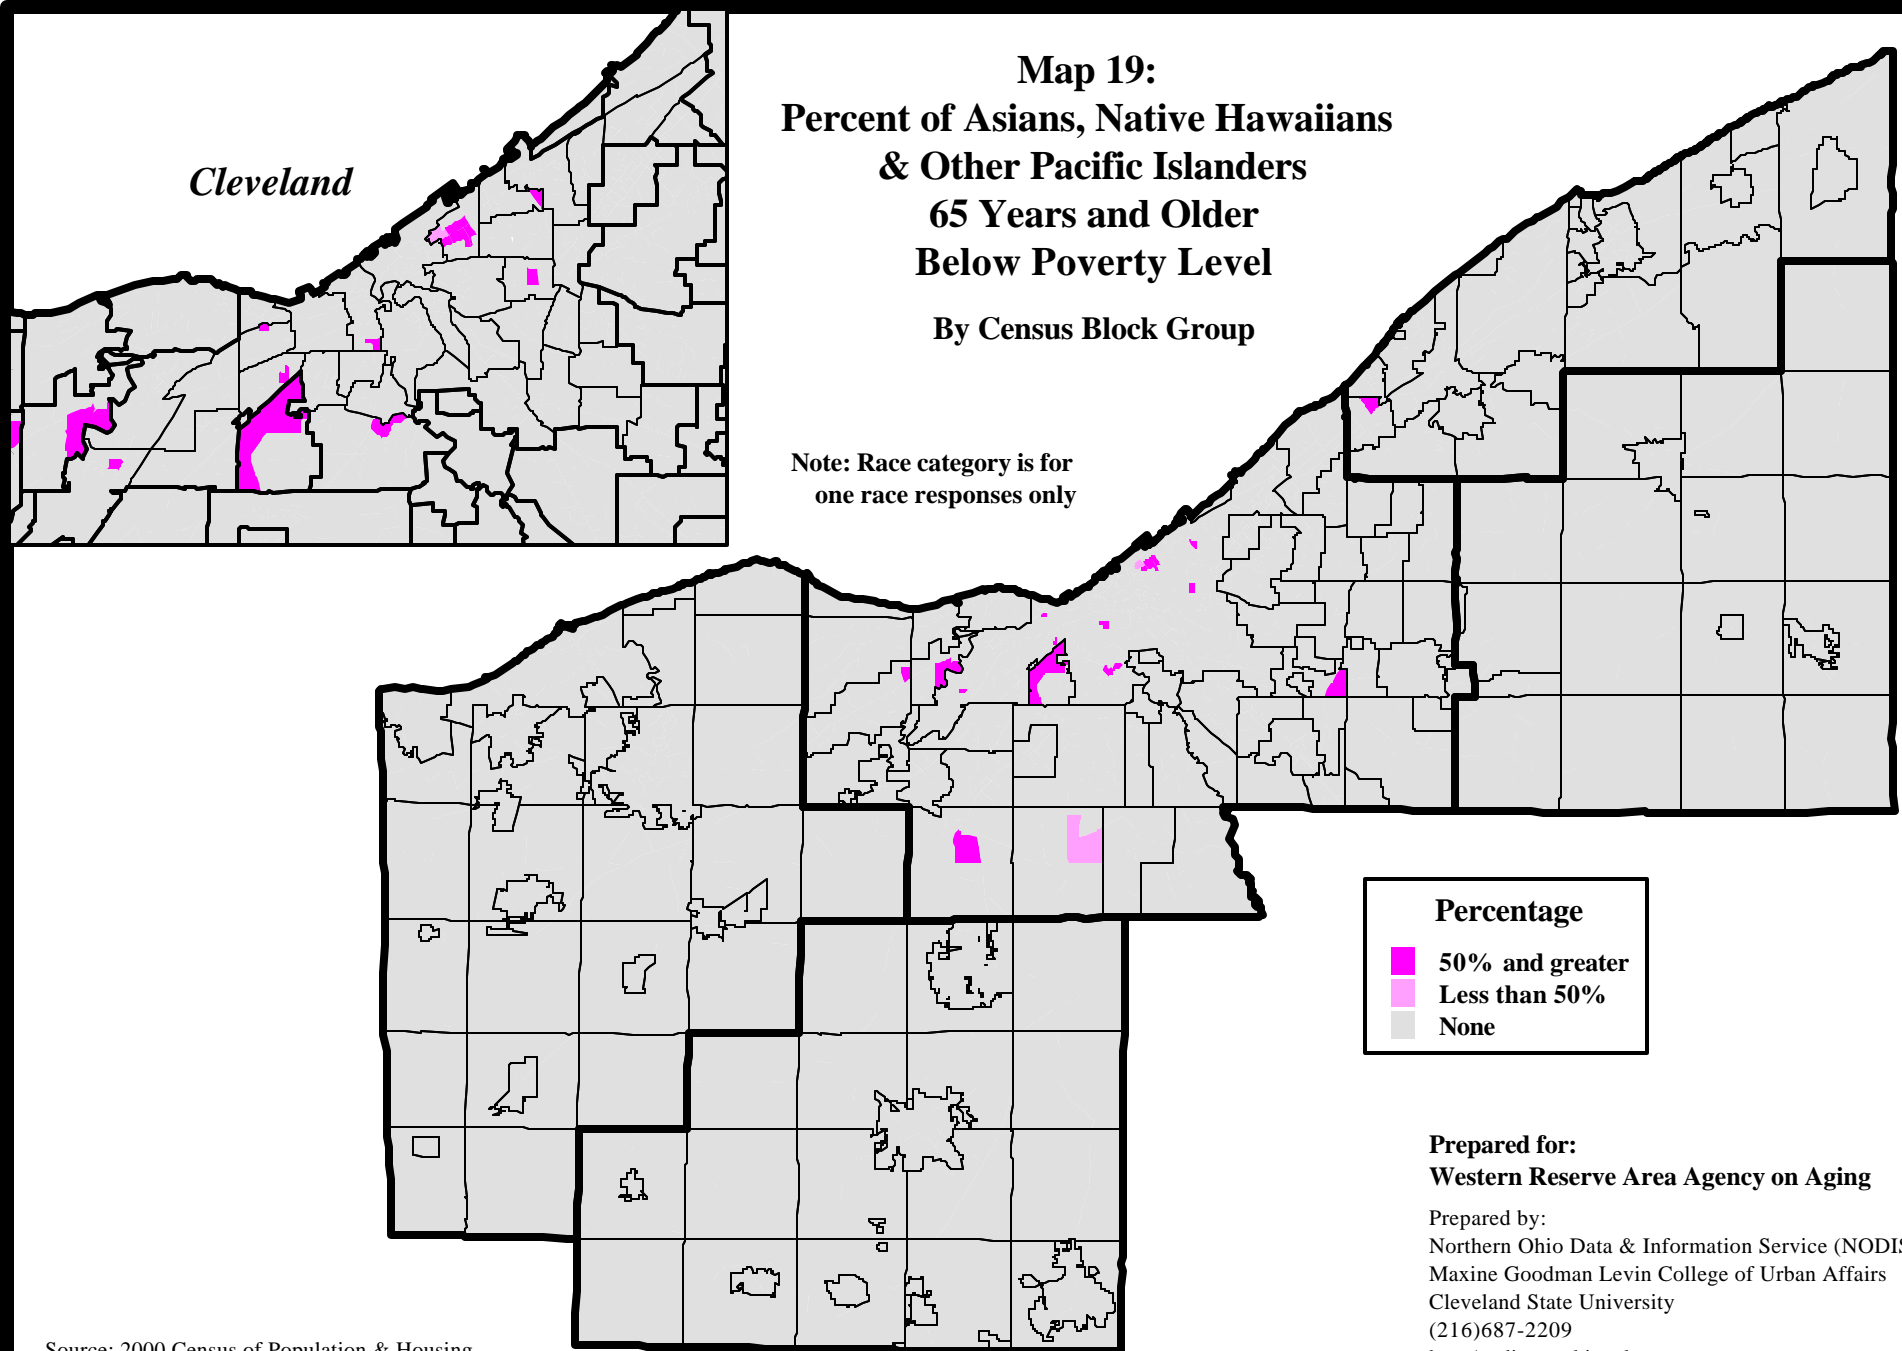 Map 19:
Percent of Asians, Native Hawaiians
& Other Pacific Islanders
65 Years and Older
Below Poverty Level
By Census Block Group
Cleveland
Note: Race category is for
one race responses only
Percentage
50% and greater
Less than 50%
None
Prepared for:
Western Reserve Area Agency on Aging
Prepared by:
Northern Ohio Data & Information Service (NODIS
Maxine Goodman Levin College of Urban Affairs
Cleveland State University
(216)687-2209
Source: 2000 Census of Population & Housing